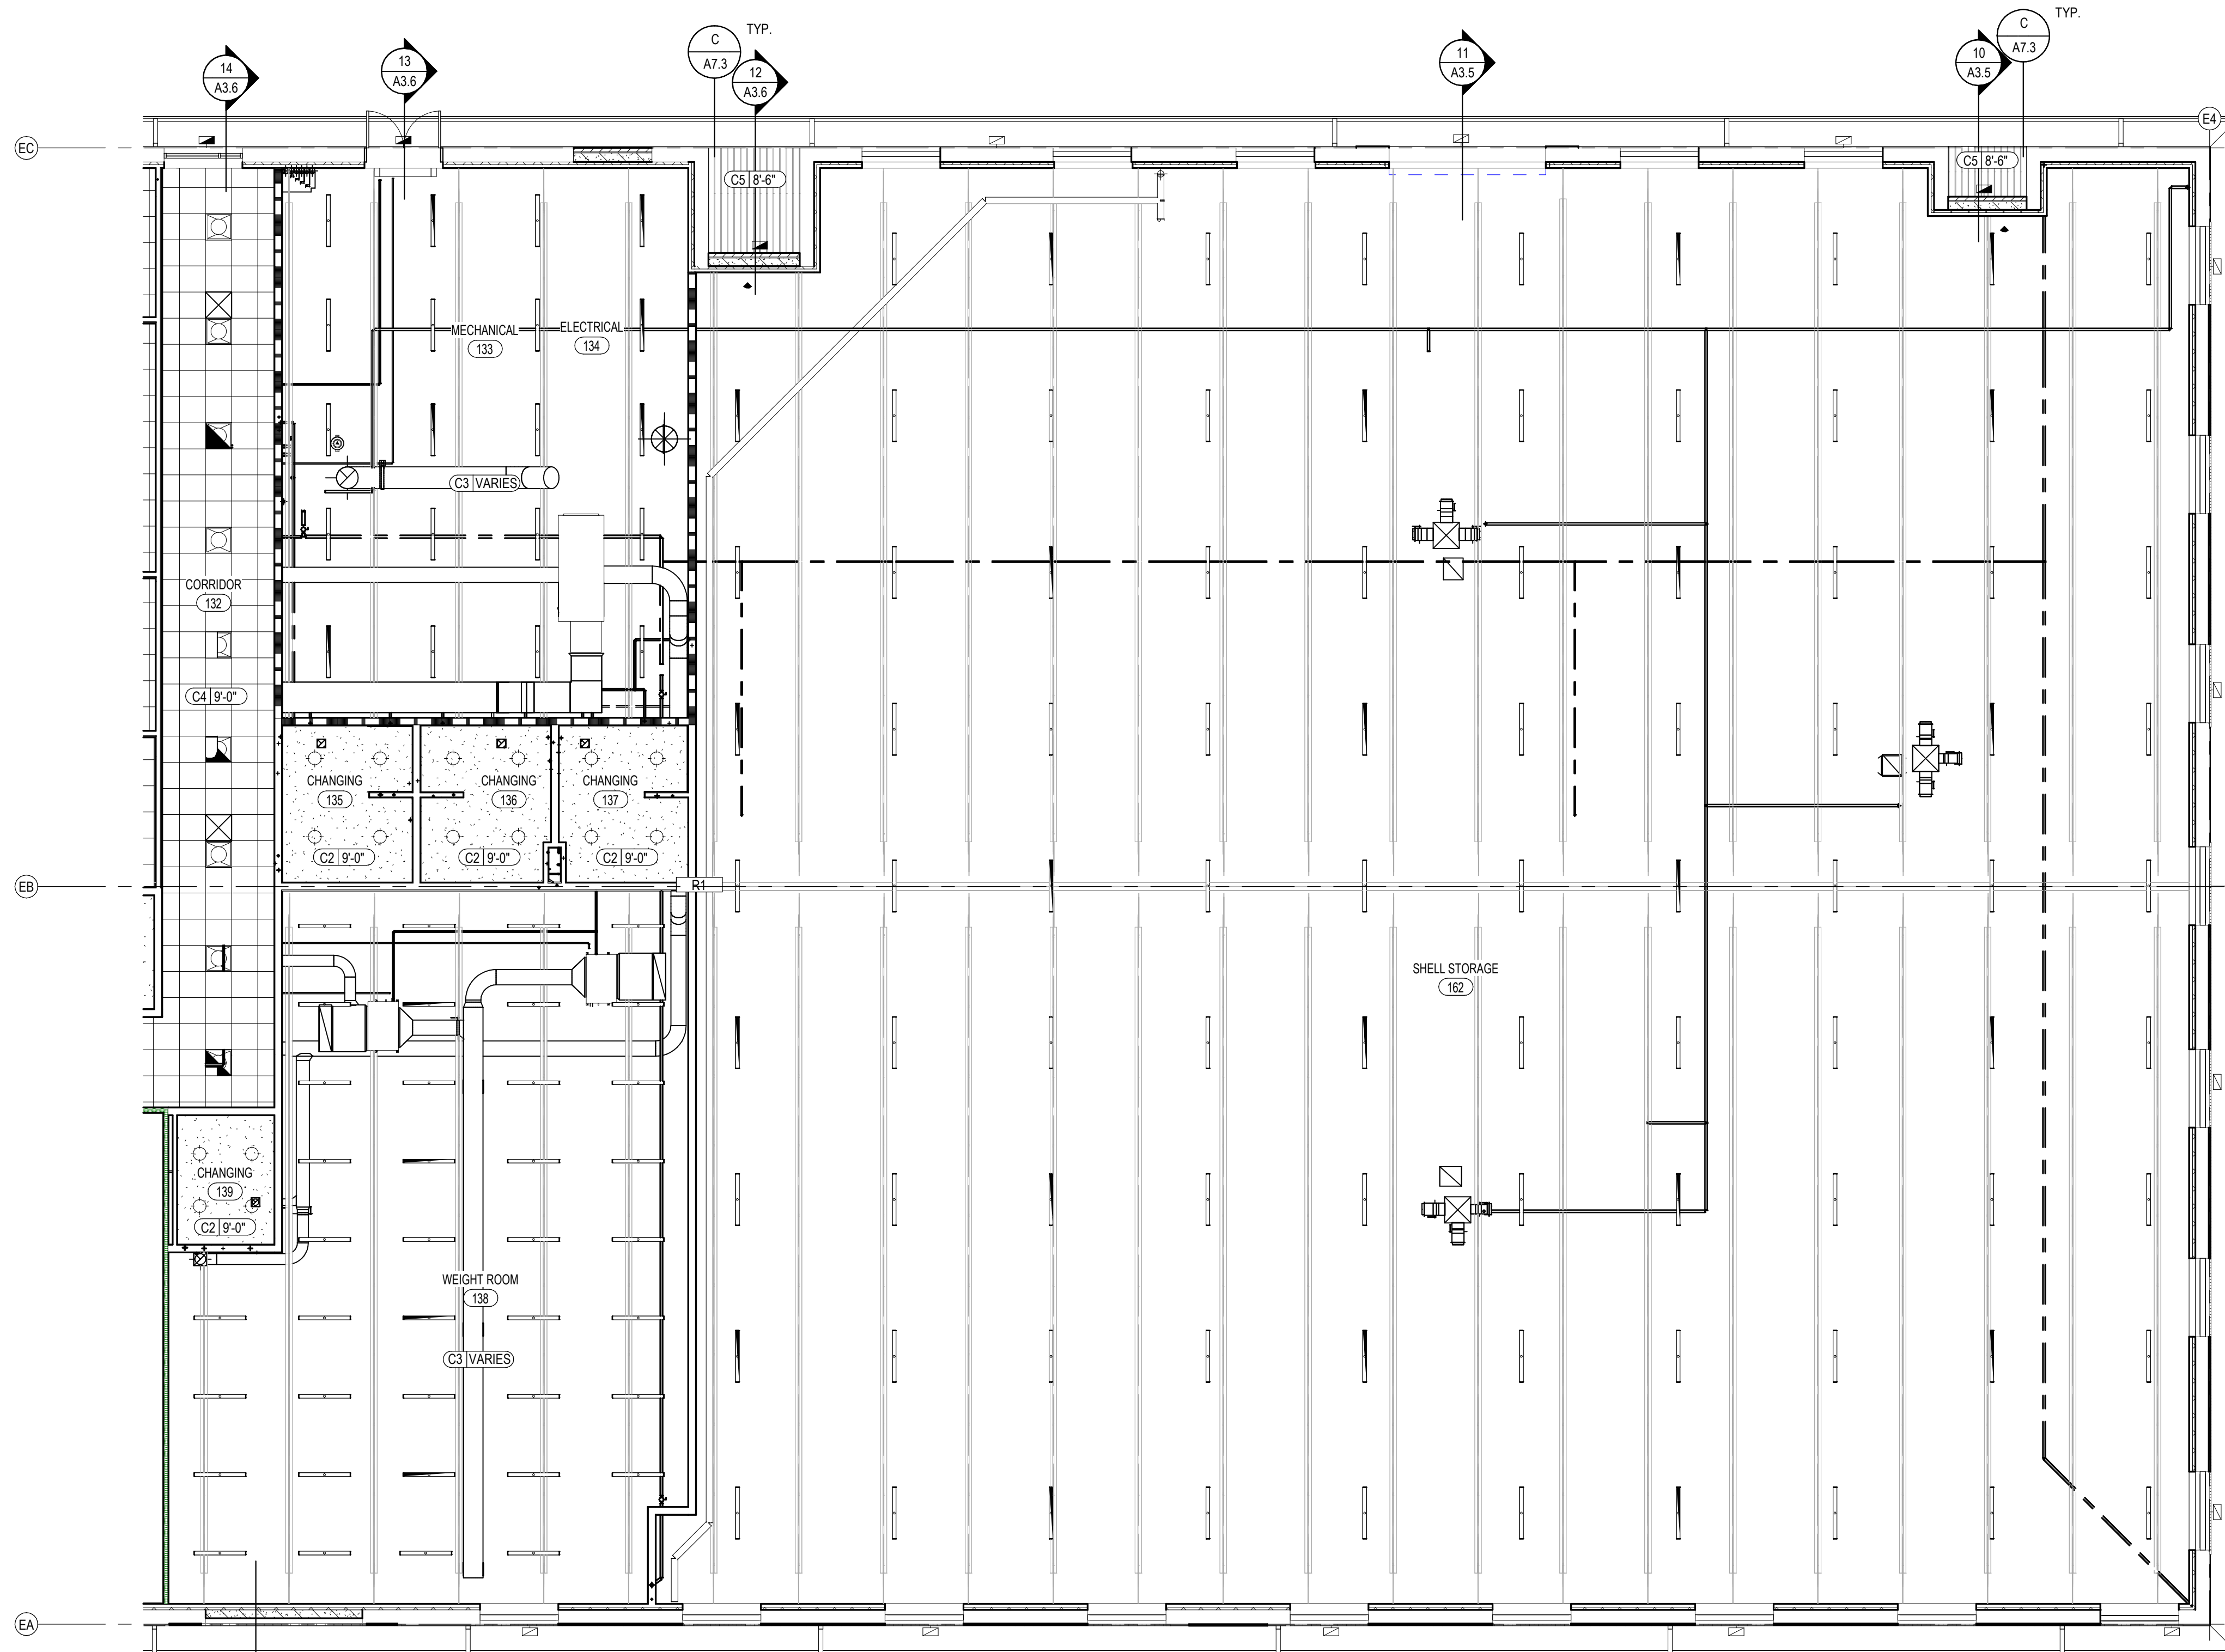 C
A7.3
TYP.
C
A7.3
TYP.
14
A3.6
13
A3.6
12
A3.6
11
A3.5
10
A3.5
E4
EC
C5 8'-6"
C5 8'-6"
MECHANICAL
133
ELECTRICAL
134
C3 VARIES
CORRIDOR
132
C4 9'-0"
CHANGING
135
CHANGING
136
CHANGING
137
C2 9'-0"
C2 9'-0"
C2 9'-0"
EB
R1
SHELL STORAGE
162
CHANGING
139
C2 9'-0"
WEIGHT ROOM
138
C3 VARIES
EA